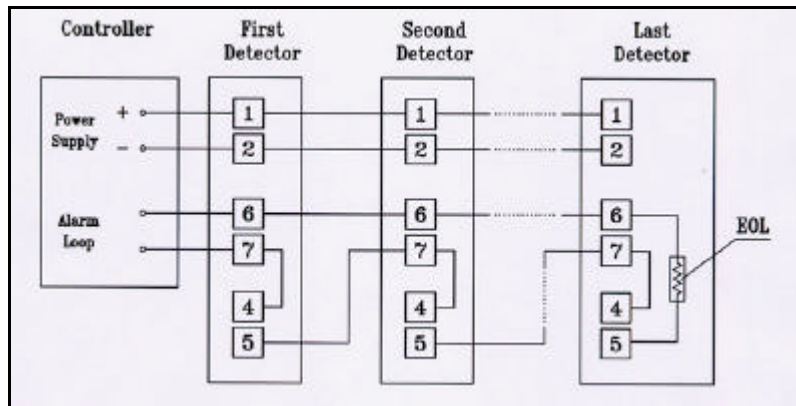 Controller
First
Detector
Second
Detector
Last
Detector
Power
Supply
+
−
Alarm
Loop
1
2
6
7
4
5
1
2
6
7
4
5
1
2
6
7
4
5
EOL